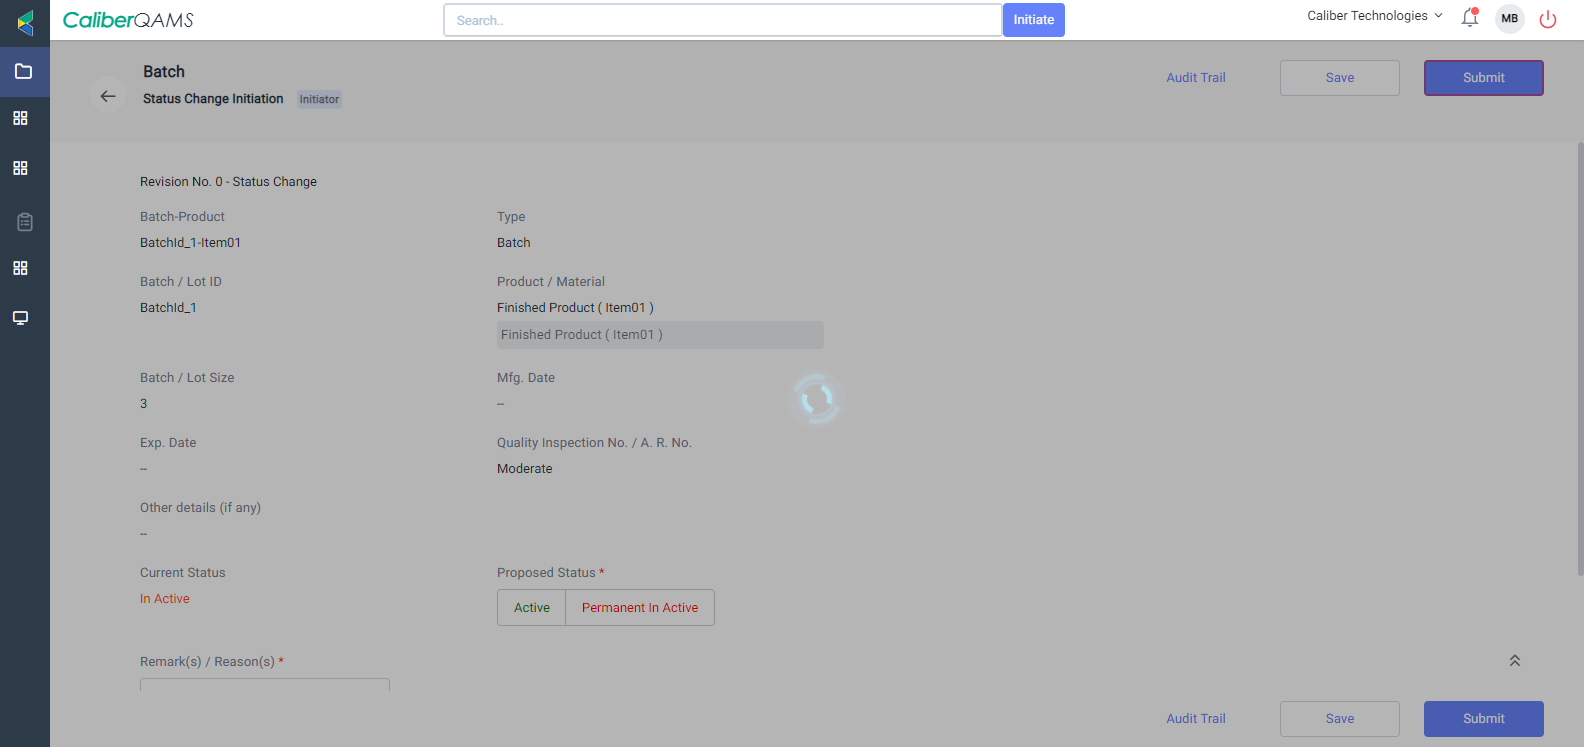 CaliberQAMS
Search..
Initiate
Caliber Technologies
MB
Batch
Status Change Initiation
Initiator
Audit Trail
Save
Submit
Revision No. 0 - Status Change
Batch-Product
Type
BatchId_1-Item01
Batch
Batch / Lot ID
Product / Material
BatchId_1
Finished Product ( Item01 )
Finished Product ( Item01 )
Batch / Lot Size
Mfg. Date
3
--
Exp. Date
Quality Inspection No. / A. R. No.
--
Moderate
Other details (if any)
--
Current Status
Proposed Status *
In Active
Active
Permanent In Active
Remark(s) / Reason(s) *
Audit Trail
Save
Submit